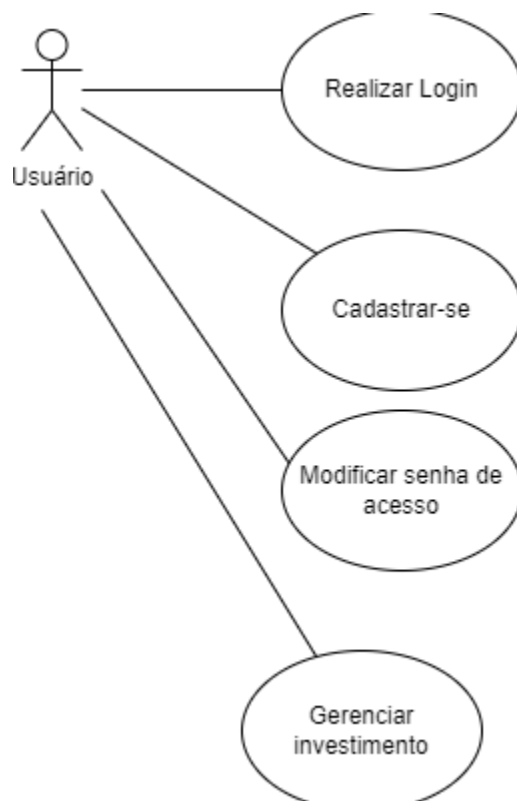 Realizar Login
Usuário
Cadastrar-se
Modificar senha de
acesso
Gerenciar
investimento